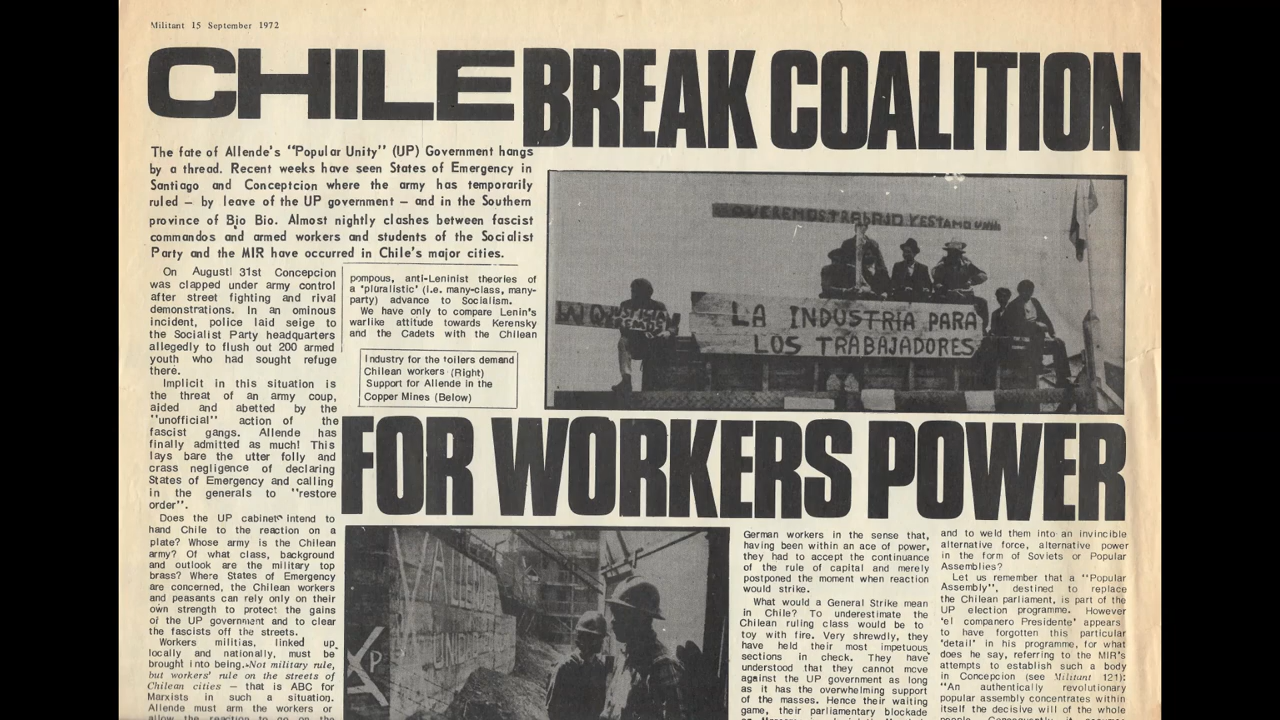 Militant 15 September 1972
CHILE BREAK COALITION
The fate of Allende's "Popular Unity" (UP) Government hangs
by a thread. Recent weeks have seen States of Emergency in
Santiago and Conceptcion where the army has temporarily
ruled – by leave of the UP government – and in the Southern
province of Bio Bio. Almost nightly clashes between fascist
commandos and armed workers and students of the Socialist
Party and the MIR have occurred in Chile's major cities.
On August 31st Concepcion
was clapped under army control
after street fighting and rival
demonstrations. In an ominous
incident, police laid seige to
the Socialist Party headquarters
allegedly to flush out 200 armed
youth who had sought refuge
there.
Implicit in this situation is
the threat of an army coup,
aided and abetted by the
"unofficial" action of the
fascist gangs. Allende has
finally admitted as much! This
lays bare the utter folly and
crass negligence of declaring
States of Emergency and calling
in the generals to "restore
order".
Does the UP cabinet intend to
hand Chile to the reaction on a
plate? Whose army is the Chilean
army? Of what class, background
and outlook are the military top
brass? Where States of Emergency
are concerned, the Chilean workers
and peasants can rely only on their
own strength to protect the gains
of the UP government and to clear
the fascists off the streets.
Workers militias, linked up
locally and nationally, must be
brought into being. Not military rule,
but workers' rule on the streets of
Chilean cities – that is ABC for
Marxists in such a situation.
Allende must arm the workers or
allow the reaction to go on the
pompous, anti-Leninist theories of
a 'pluralistic' (i.e. many-class, many-
party) advance to Socialism.
We have only to compare Lenin's
warlike attitude towards Kerensky
and the Cadets with the Chilean
Industry for the toilers demand
Chilean workers (Right)
Support for Allende in the
Copper Mines (Below)
QUEREMOS TRABAJO Y ESTAMO
LA INDUSTRIA PARA
LOS TRABAJADORES
FOR WORKERS POWER
German workers in the sense that,
having been within an ace of power,
they had to accept the continuance
of the rule of capital and merely
postponed the moment when reaction
would strike.
What would a General Strike mean
in Chile? To underestimate the
Chilean ruling class would be to
toy with fire. Very shrewdly, they
have held their most impetuous
sections in check. They have
understood that they cannot move
against the UP government as long
as it has the overwhelming support
of the masses. Hence their waiting
game, their parliamentary blockade
and to weld them into an invincible
alternative force, alternative power
in the form of Soviets or Popular
Assemblies?
Let us remember that a "Popular
Assembly", destined to replace
the Chilean parliament, is part of the
UP election programme. However
'el companero Presidente' appears
to have forgotten this particular
'detail' in his programme, for what
does he say, referring to the MIR's
attempts to establish such a body
in Concepcion (see Militant 121):
"An authentically revolutionary
popular assembly concentrates within
itself the decisive will of the whole